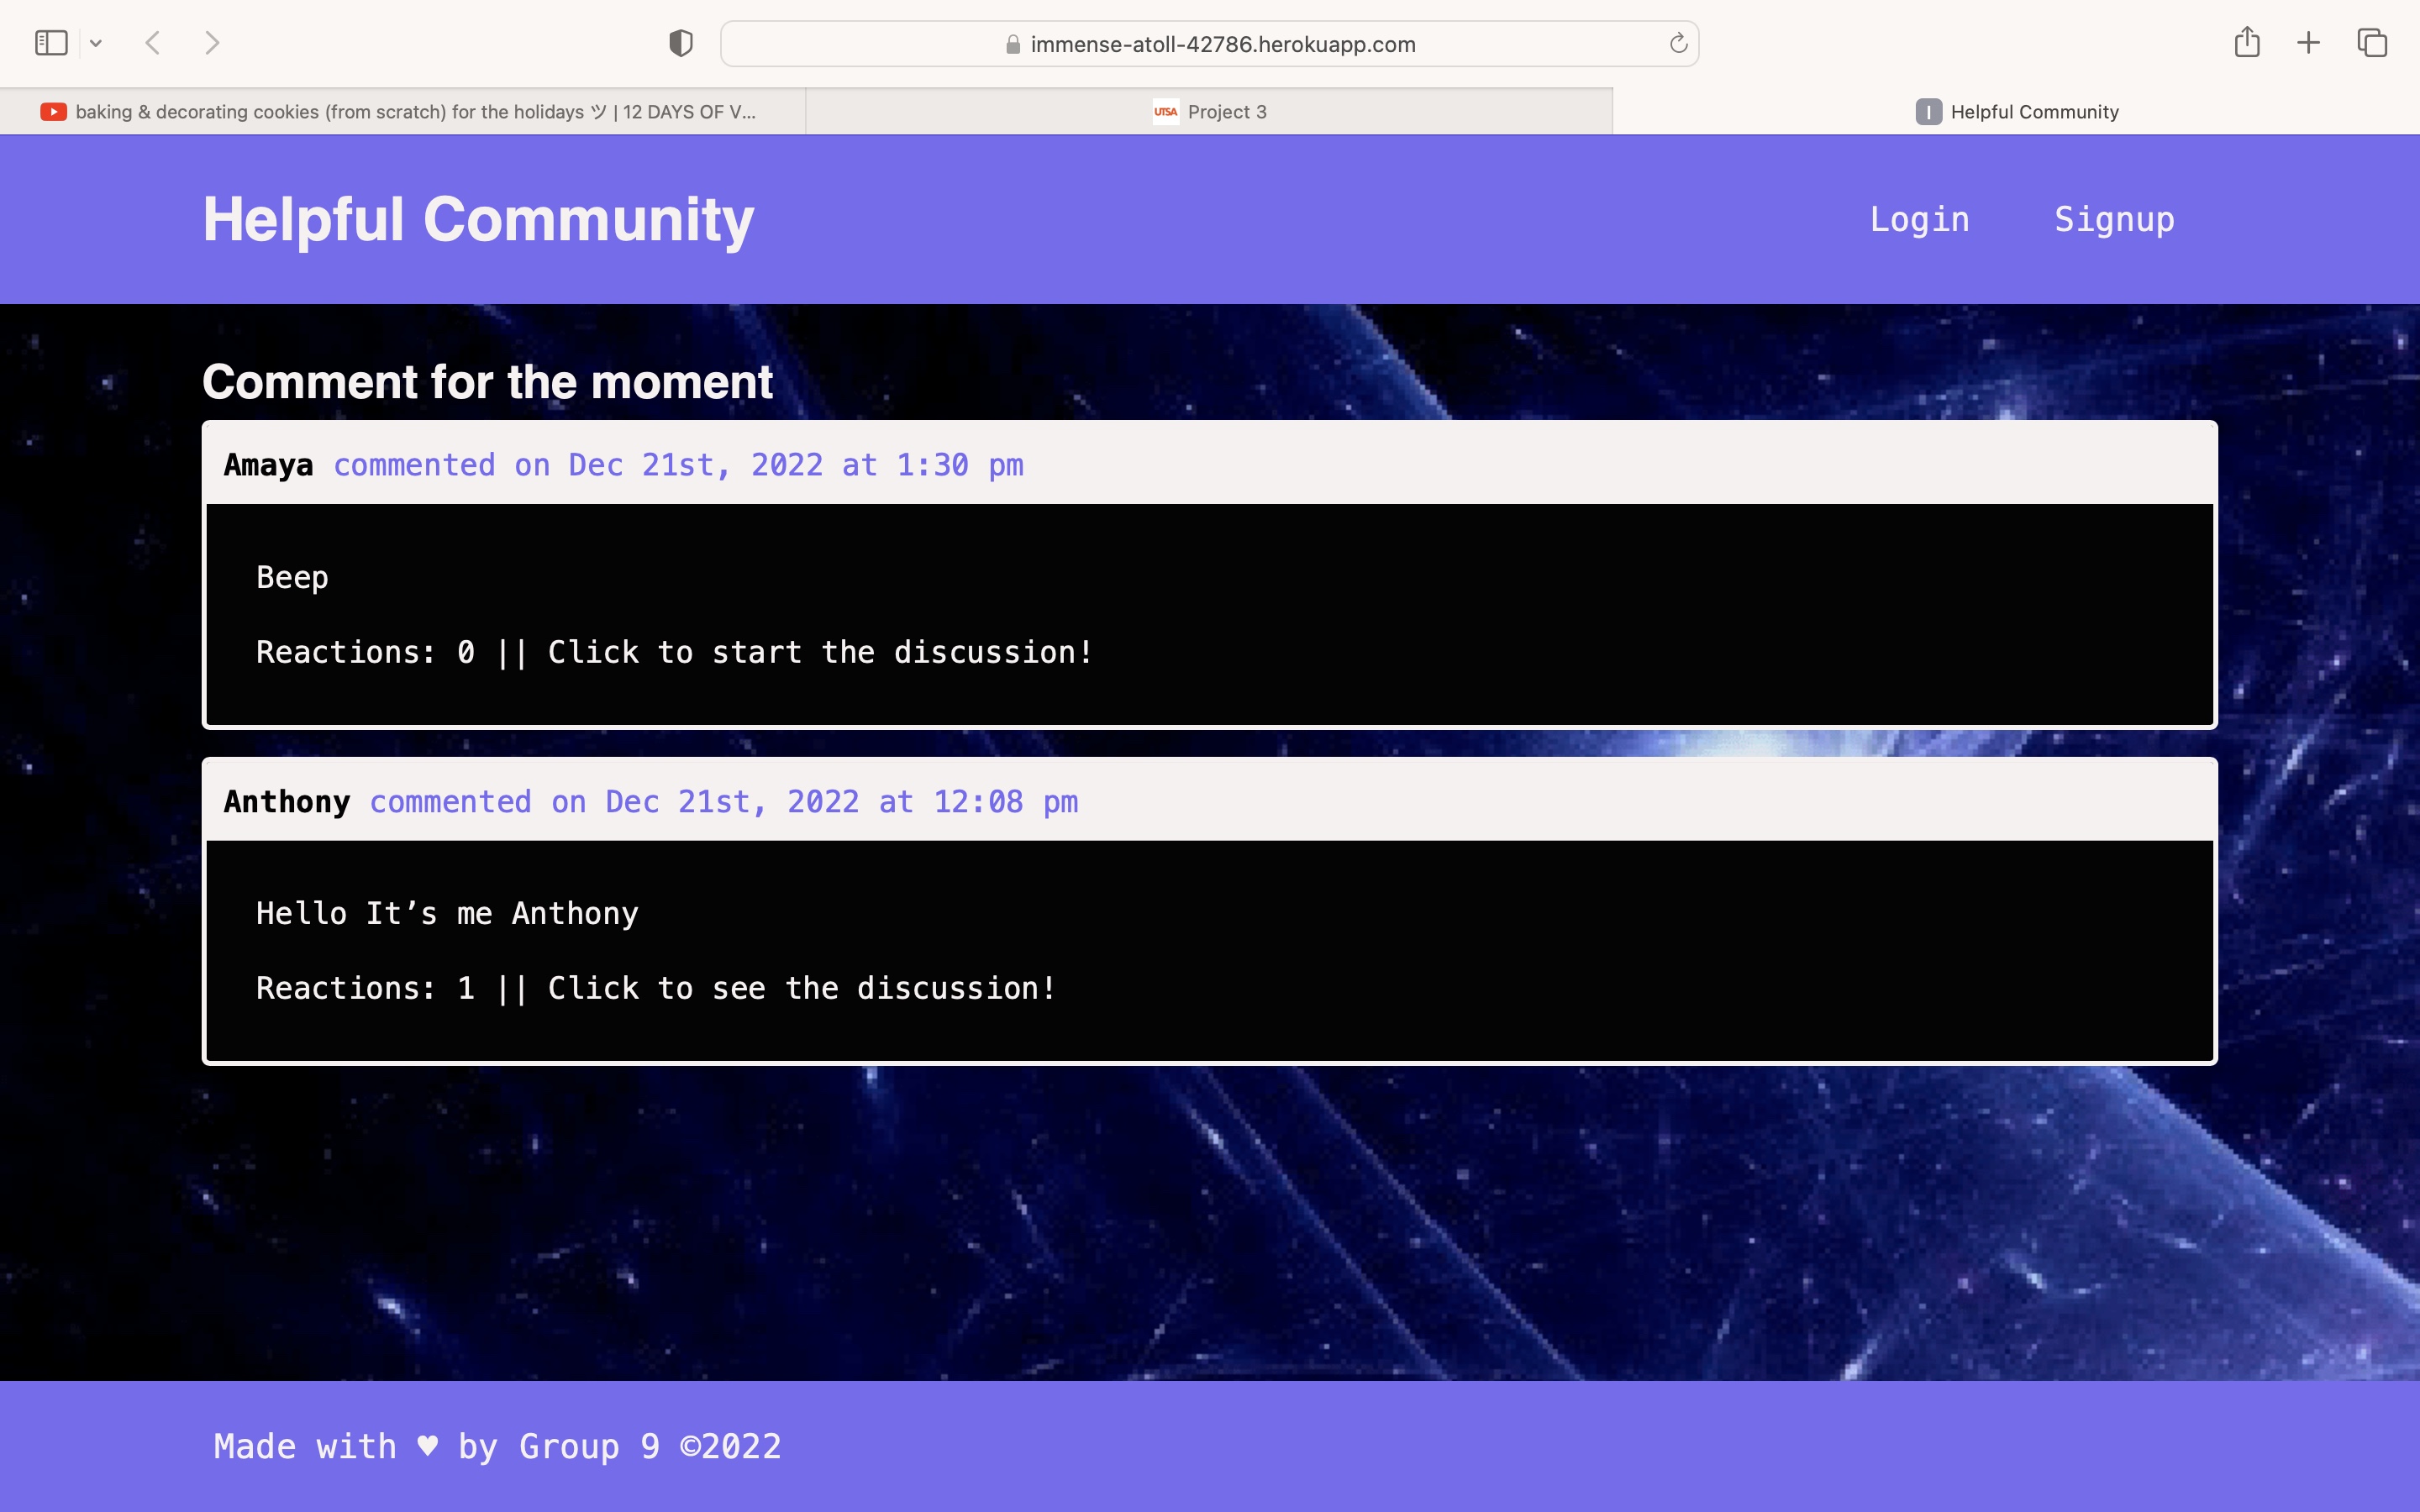 immense-atoll-42786.herokuapp.com
baking & decorating cookies (from scratch) for the holidays ツ | 12 DAYS OF V...
UTSA Project 3
I Helpful Community
Helpful Community
Login Signup
Comment for the moment
Amaya commented on Dec 21st, 2022 at 1:30 pm
Beep
Reactions: 0 || Click to start the discussion!
Anthony commented on Dec 21st, 2022 at 12:08 pm
Hello It’s me Anthony
Reactions: 1 || Click to see the discussion!
Made with ♥ by Group 9 ©2022